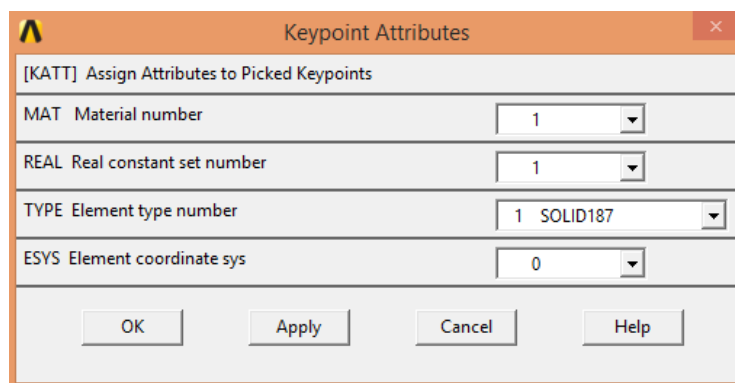 Keypoint Attributes
[KATT] Assign Attributes to Picked Keypoints
MAT Material number 1
REAL Real constant set number 1
TYPE Element type number 1 SOLID187
ESYS Element coordinate sys 0
OK Apply Cancel Help